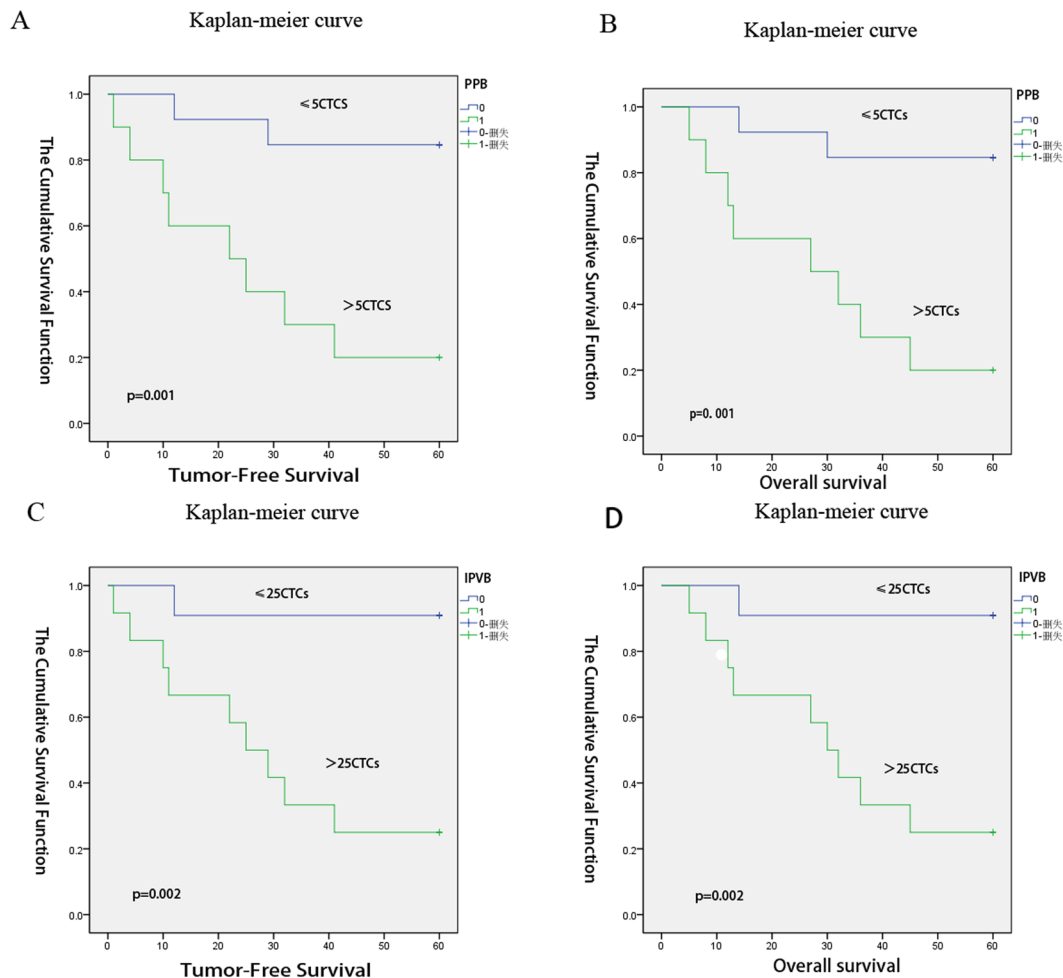 A
Kaplan-meier curve
PPB
0
1
0-删失
1-删失
≤5CTCS
>5CTCS
p=0.001
The Cumulative Survival Function
1.0
0.8
0.6
0.4
0.2
0.0
0 10 20 30 40 50 60
Tumor-Free Survival
B
Kaplan-meier curve
PPB
0
1
0-删失
1-删失
≤5CTCs
>5CTCs
p=0. 001
The Cumulative Survival Function
1.0
0.8
0.6
0.4
0.2
0.0
0 10 20 30 40 50 60
Overall survival
C
Kaplan-meier curve
IPVB
0
1
0-删失
1-删失
≤25CTCs
>25CTCs
p=0.002
The Cumulative Survival Function
1.0
0.8
0.6
0.4
0.2
0.0
0 10 20 30 40 50 60
Tumor-Free Survival
D
Kaplan-meier curve
IPVB
0
1
0-删失
1-删失
≤25CTCs
>25CTCs
p=0.002
The Cumulative Survival Function
1.0
0.8
0.6
0.4
0.2
0.0
0 10 20 30 40 50 60
Overall survival